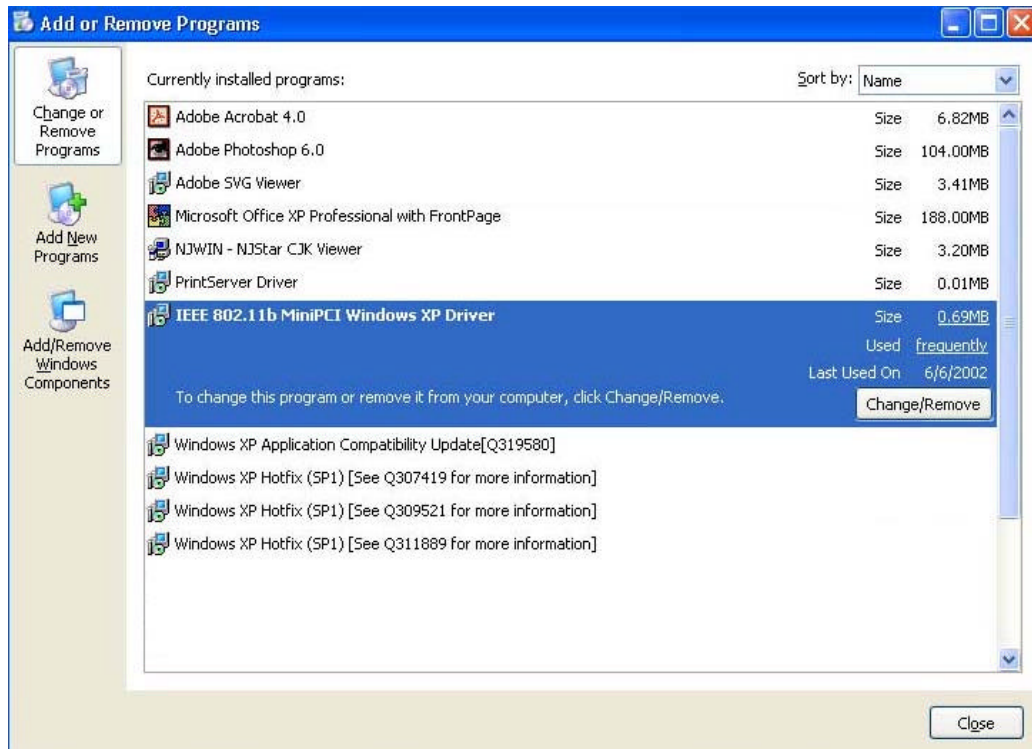 Add or Remove Programs
Change or
Remove
Programs
Add New
Programs
Add/Remove
Windows
Components
Currently installed programs:
Sort by: Name
Adobe Acrobat 4.0 Size 6.82MB
Adobe Photoshop 6.0 Size 104.00MB
Adobe SVG Viewer Size 3.41MB
Microsoft Office XP Professional with FrontPage Size 188.00MB
NJWIN - NJStar CJK Viewer Size 3.20MB
PrintServer Driver Size 0.01MB
IEEE 802.11b MiniPCI Windows XP Driver Size 0.69MB
Used frequently
Last Used On 6/6/2002
To change this program or remove it from your computer, click Change/Remove.
Change/Remove
Windows XP Application Compatibility Update[Q319580]
Windows XP Hotfix (SP1) [See Q307419 for more information]
Windows XP Hotfix (SP1) [See Q309521 for more information]
Windows XP Hotfix (SP1) [See Q311889 for more information]
Close